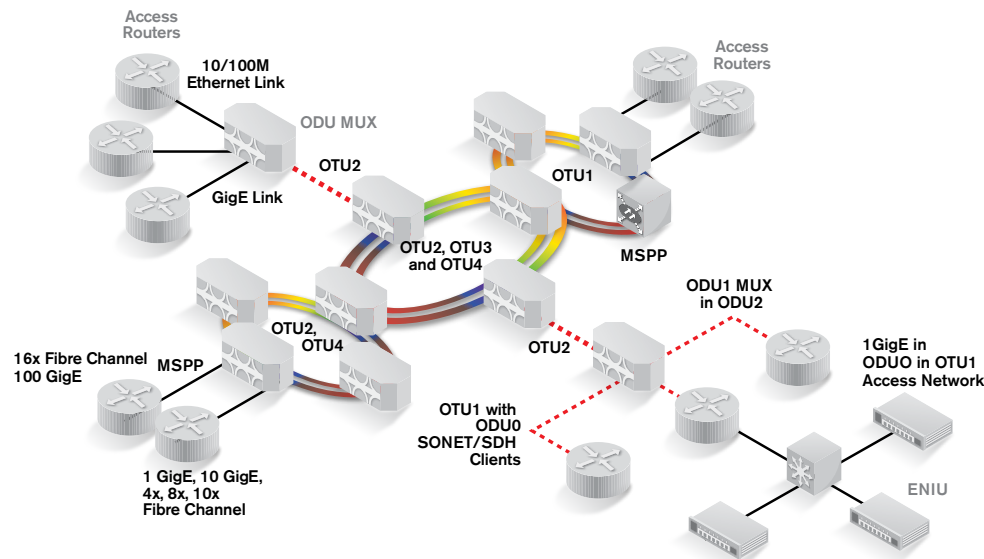 Access
Routers
10/100M
Ethernet Link
ODU MUX
OTU2
GigE Link
Access
Routers
OTU1
MSPP
OTU2, OTU3
and OTU4
OTU2,
OTU4
MSPP
16x Fibre Channel
100 GigE
1 GigE, 10 GigE,
4x, 8x, 10x
Fibre Channel
OTU2
ODU1 MUX
in ODU2
OTU1 with
ODU0
SONET/SDH
Clients
1GigE in
ODUO in OTU1
Access Network
ENIU